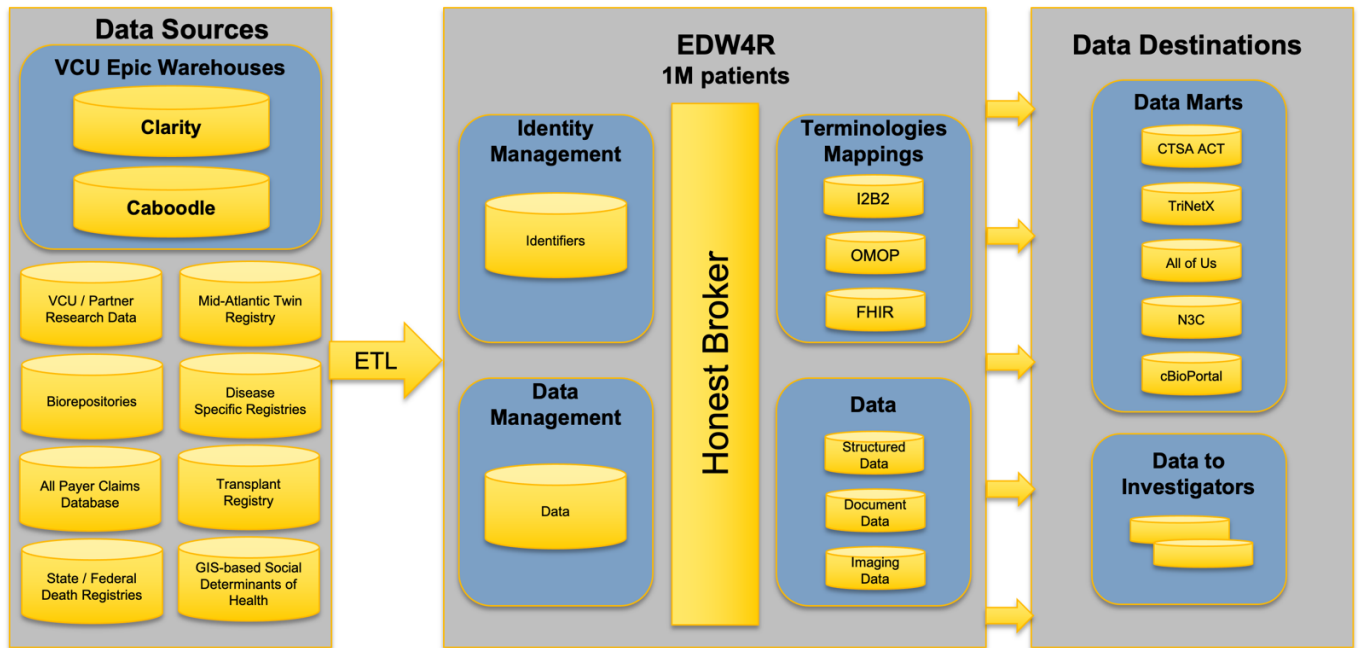 Data Sources
VCU Epic Warehouses
Clarity
Caboodle
VCU / Partner
Research Data
Mid-Atlantic Twin
Registry
Biorepositories
Disease
Specific Registries
All Payer Claims
Database
Transplant
Registry
State / Federal
Death Registries
GIS-based Social
Determinants of
Health
ETL
EDW4R
1M patients
Identity
Management
Identifiers
Data
Management
Data
Honest Broker
Terminologies
Mappings
I2B2
OMOP
FHIR
Data
Structured
Data
Document
Data
Imaging
Data
Data Destinations
Data Marts
CTSA ACT
TriNetX
All of Us
N3C
cBioPortal
Data to
Investigators